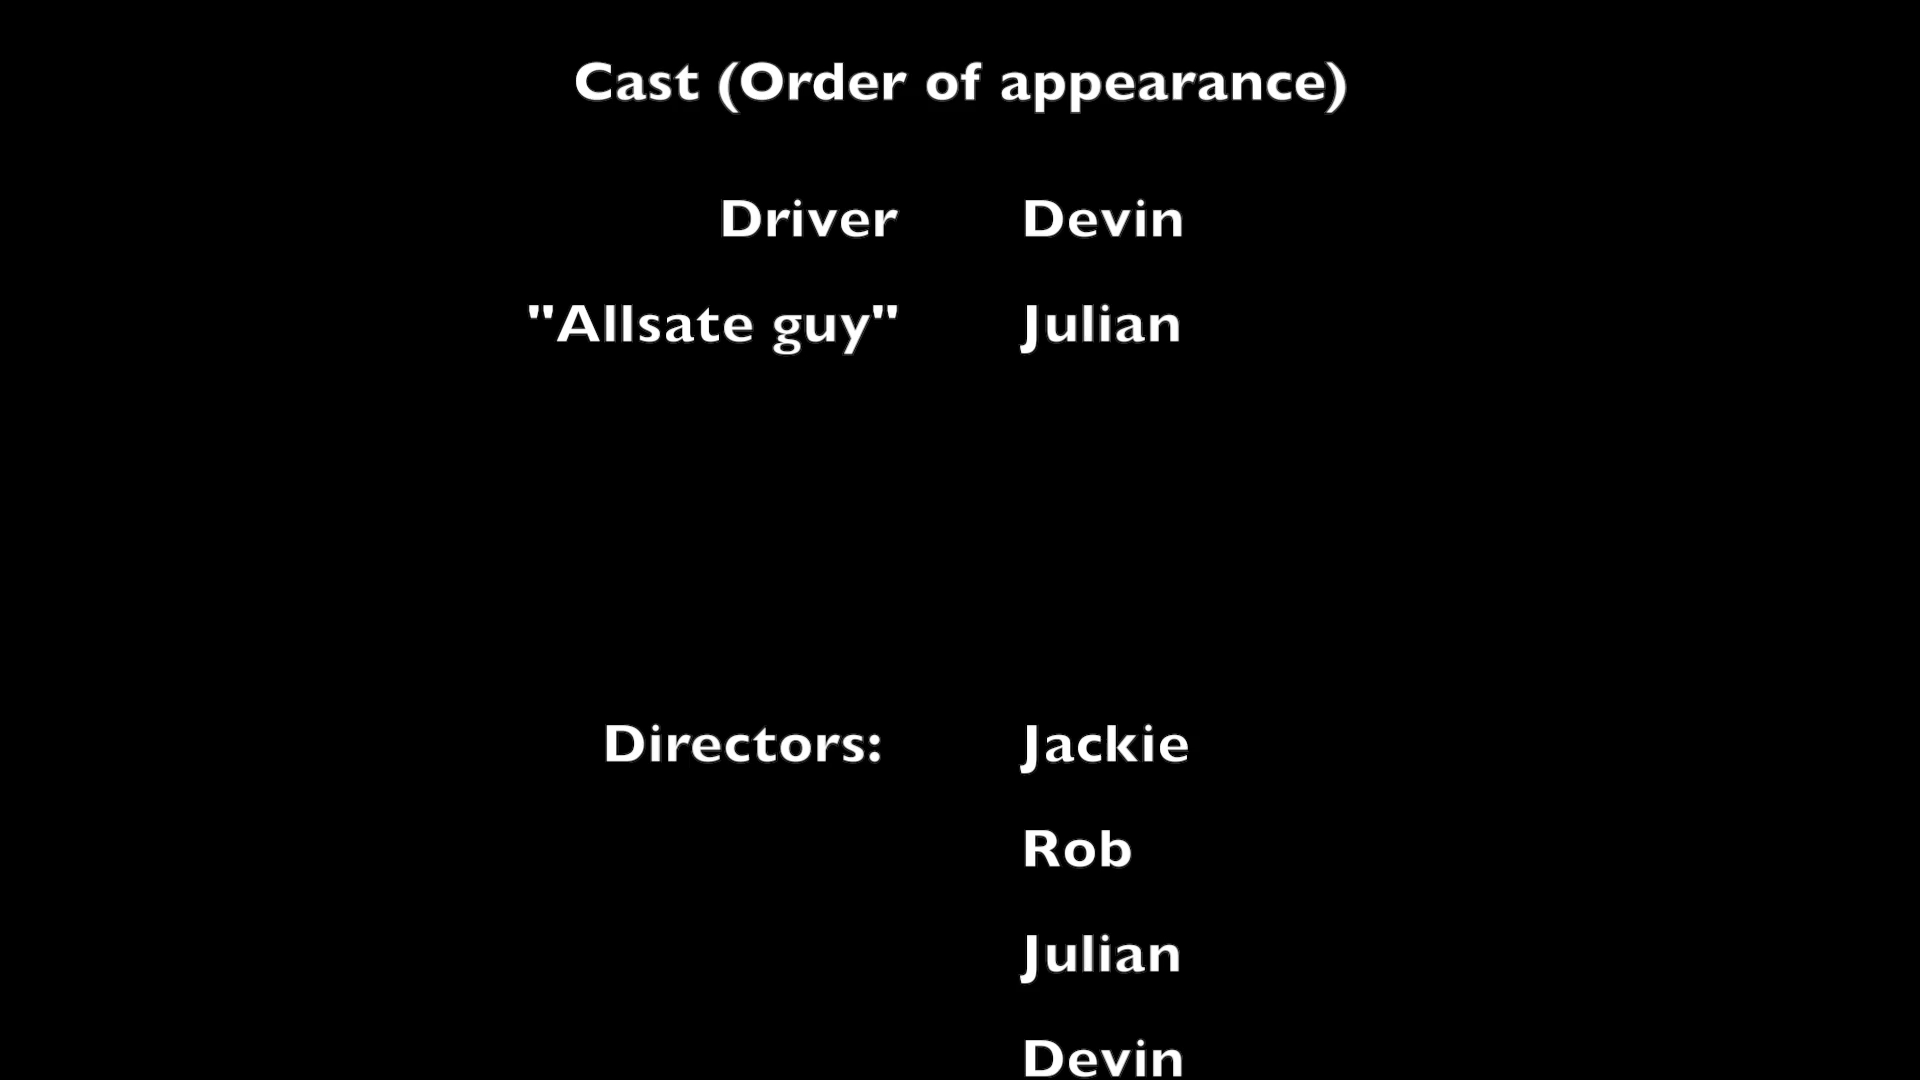 Cast (Order of appearance)
Driver Devin
"Allsate guy" Julian
Directors: Jackie
Rob
Julian
Devin